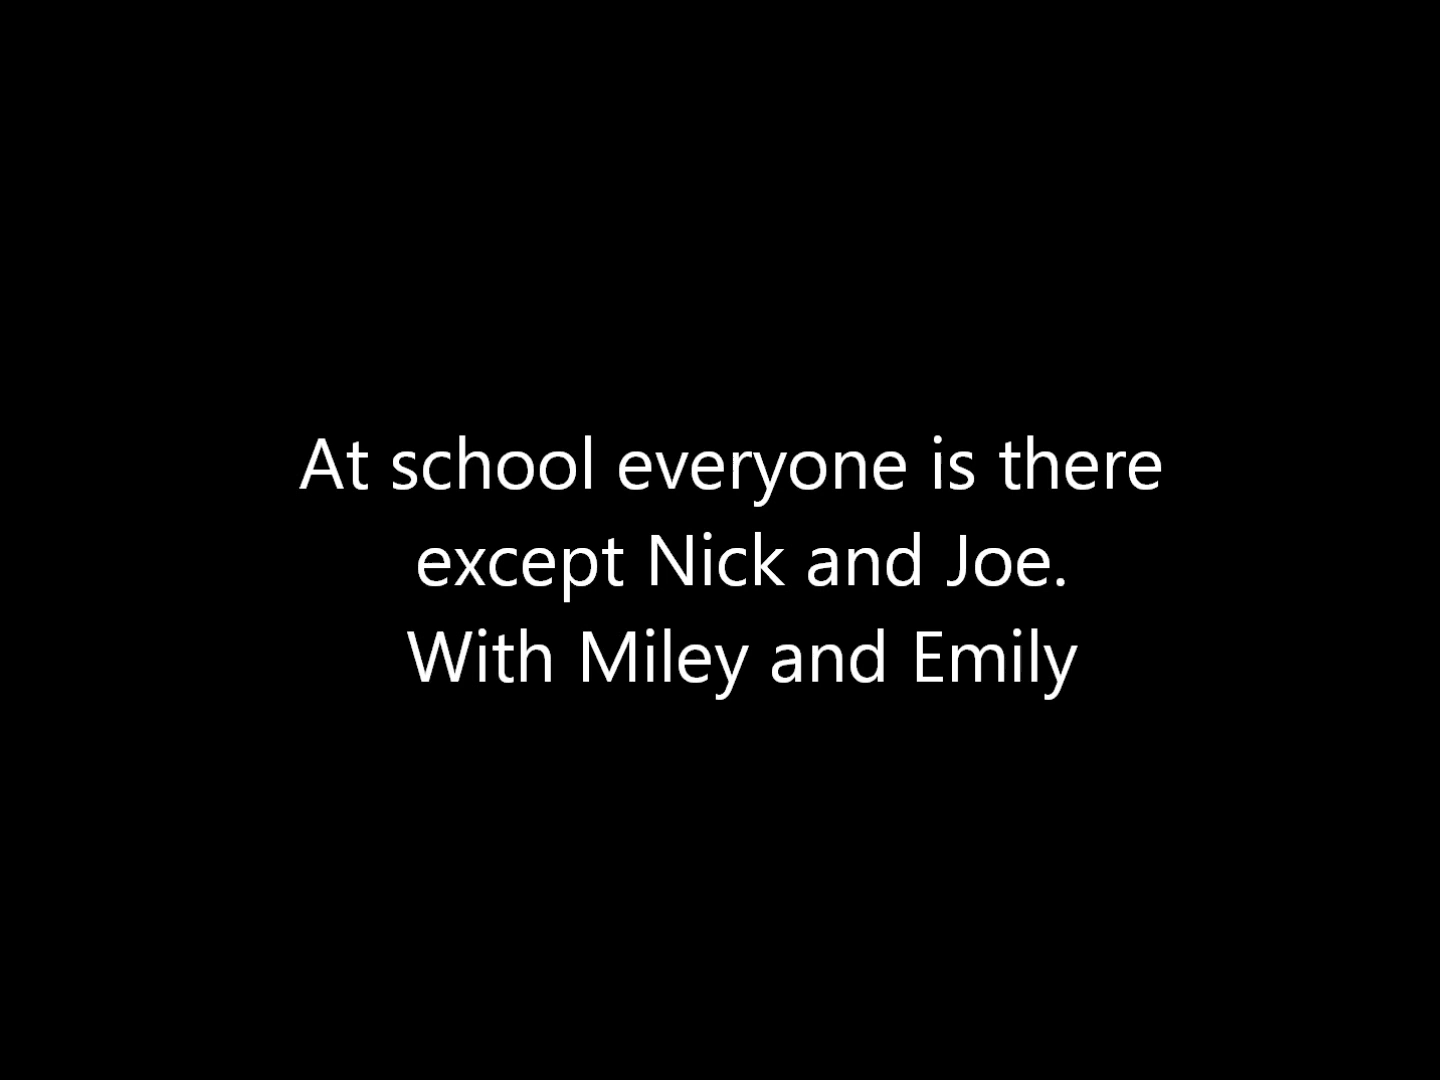 At school everyone is there
except Nick and Joe.
With Miley and Emily